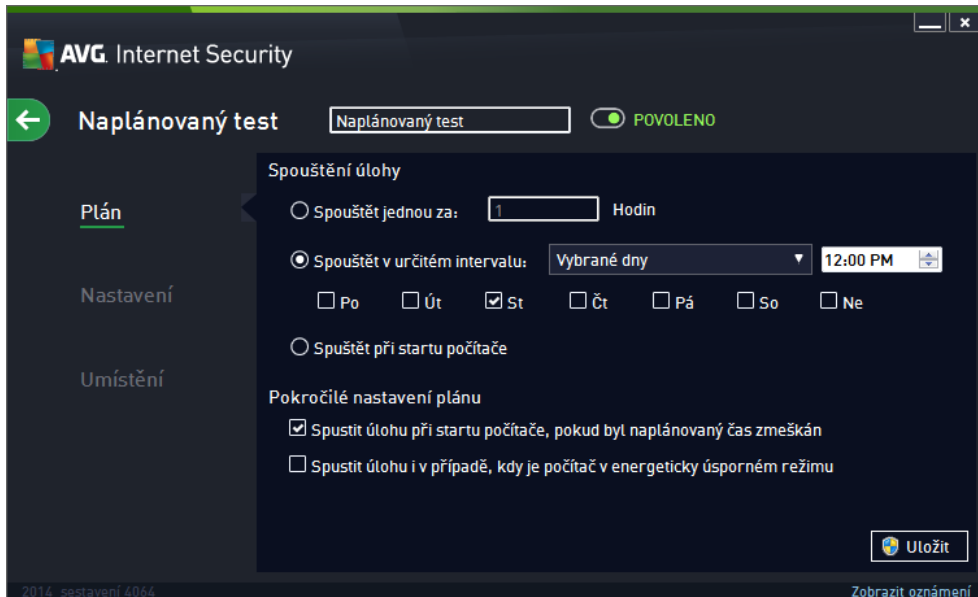 AVG. Internet Security
Naplánovaný test
Naplánovaný test
POVOLENO
Plán
Nastavení
Umístění
Spouštění úlohy
Spouštět jednou za: 1 Hodin
Spouštět v určitém intervalu: Vybrané dny 12:00 PM
Po Út St Čt Pá So Ne
Spuštět při startu počítače
Pokročilé nastavení plánu
Spustit úlohu při startu počítače, pokud byl naplánovaný čas zmeškán
Spustit úlohu i v případě, kdy je počítač v energeticky úsporném režimu
Uložit
2014 sestavení 4064
Zobrazit oznámení